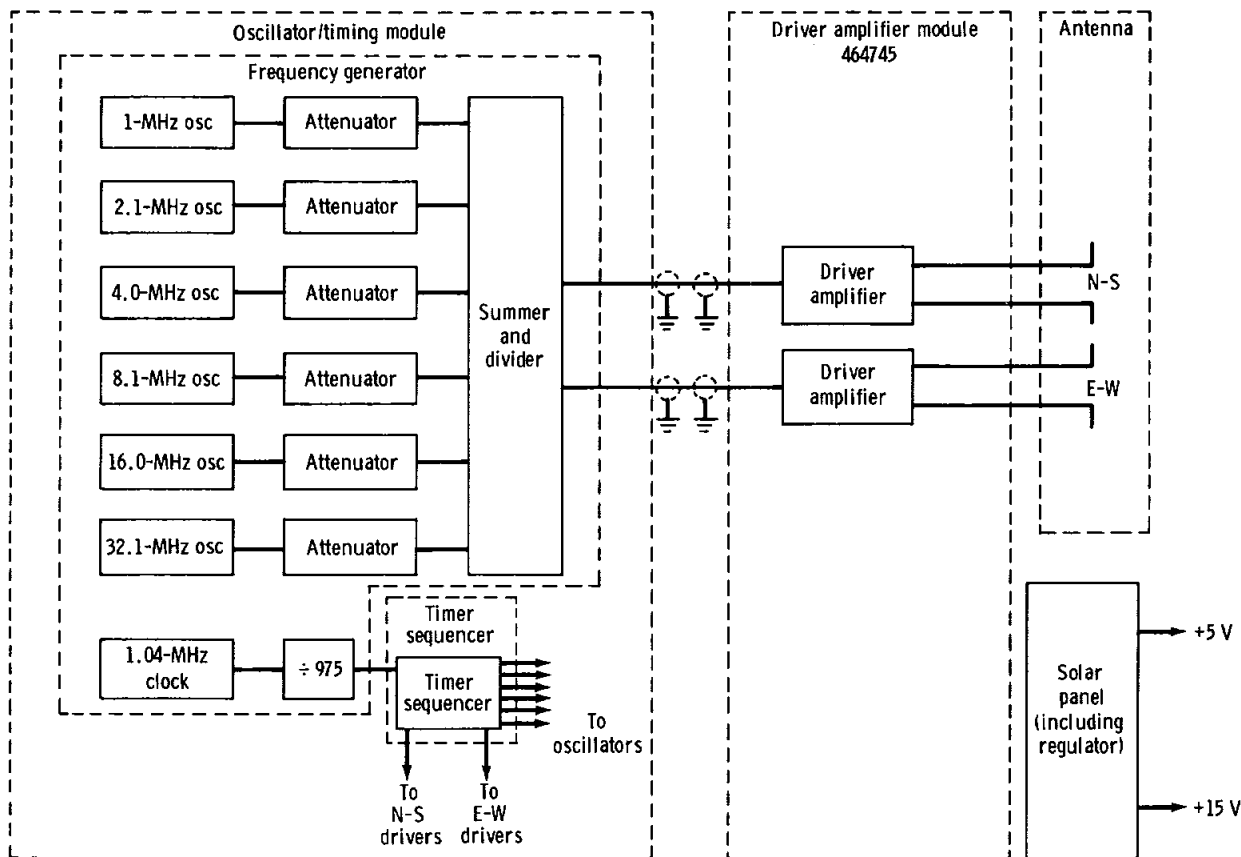 Oscillator/timing module
Frequency generator
1-MHz osc
Attenuator
2.1-MHz osc
Attenuator
4.0-MHz osc
Attenuator
8.1-MHz osc
Attenuator
16.0-MHz osc
Attenuator
32.1-MHz osc
Attenuator
Summer
and
divider
1.04-MHz
clock
÷ 975
Timer
sequencer
Timer
sequencer
To
oscillators
To
N-S
drivers
To
E-W
drivers
Driver amplifier module
464745
Driver
amplifier
Driver
amplifier
Antenna
N-S
E-W
Solar
panel
(including
regulator)
+5 V
+15 V